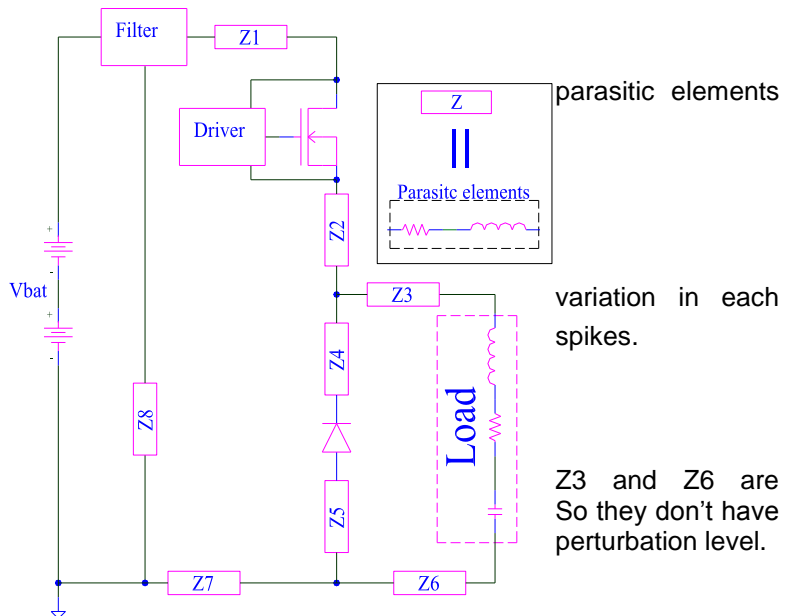 Filter
Z1
Driver
Z
Parasitc elements
Z2
Z3
+
-
Vbat
+
-
Z4
Z8
Load
Z5
Z7
Z6
parasitic elements
variation in each
spikes.
Z3 and Z6 are
So they don’t have
perturbation level.